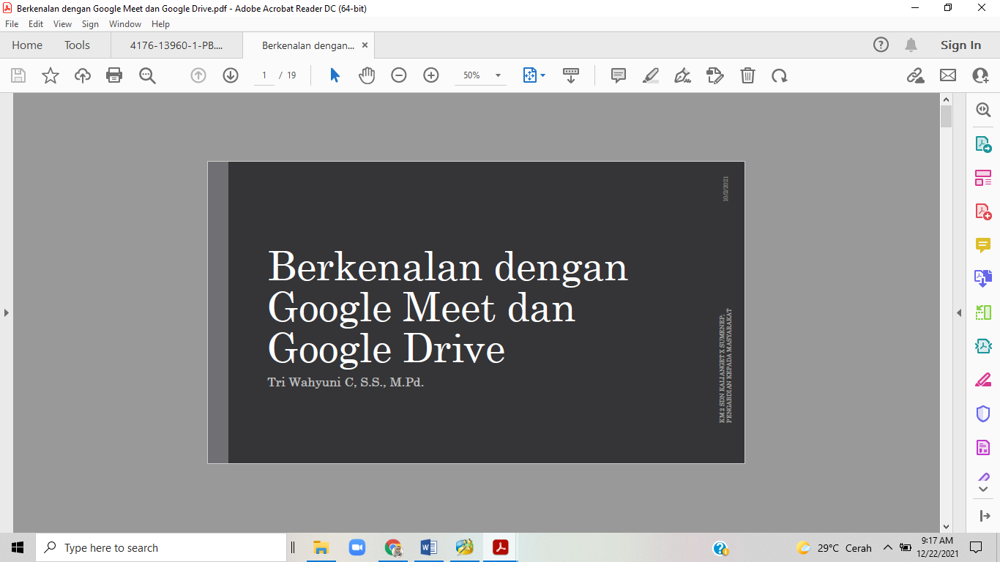 Berkenalan dengan Google Meet dan Google Drive.pdf - Adobe Acrobat Reader DC (64-bit)
File Edit View Sign Window Help
Home Tools 4176-13960-1-PB.... Berkenalan dengan... × Sign In
1 / 19 50%
10/2/2021
Berkenalan dengan
Google Meet dan
Google Drive
Tri Wahyuni C, S.S., M.Pd.
KM 2 SDN KALIANGET X SUMENEP;
PENGABDIAN KEPADA MASYARAKAT
Type here to search
29°C Cerah
9:17 AM
12/22/2021